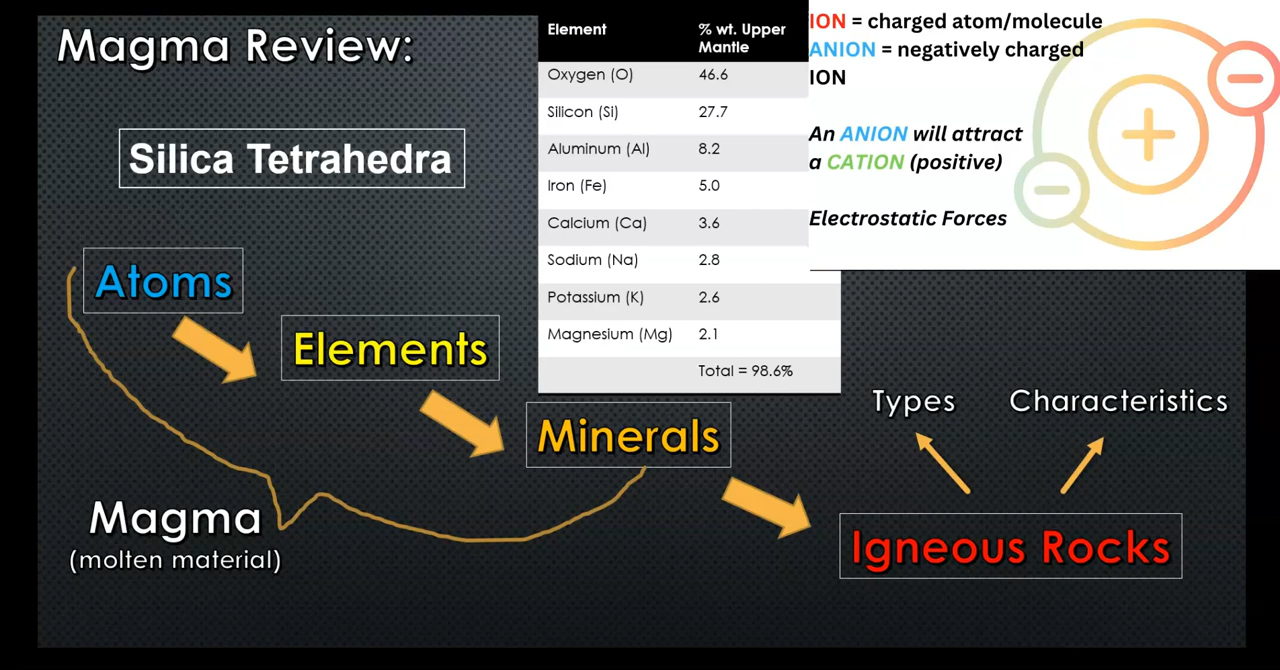 Magma Review:
Silica Tetrahedra
Element % wt. Upper Mantle
Oxygen (O) 46.6
Silicon (Si) 27.7
Aluminum (Al) 8.2
Iron (Fe) 5.0
Calcium (Ca) 3.6
Sodium (Na) 2.8
Potassium (K) 2.6
Magnesium (Mg) 2.1
Total = 98.6%
ION = charged atom/molecule
ANION = negatively charged
ION
An ANION will attract
a CATION (positive)
Electrostatic Forces
Atoms
Elements
Minerals
Magma
(molten material)
Types
Characteristics
Igneous Rocks